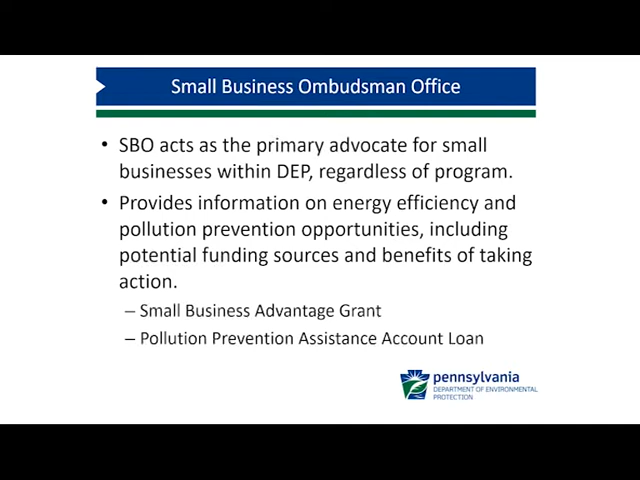 Small Business Ombudsman Office
• SBO acts as the primary advocate for small
businesses within DEP, regardless of program.
• Provides information on energy efficiency and
pollution prevention opportunities, including
potential funding sources and benefits of taking
action.
– Small Business Advantage Grant
– Pollution Prevention Assistance Account Loan
pennsylvania
DEPARTMENT OF ENVIRONMENTAL
PROTECTION